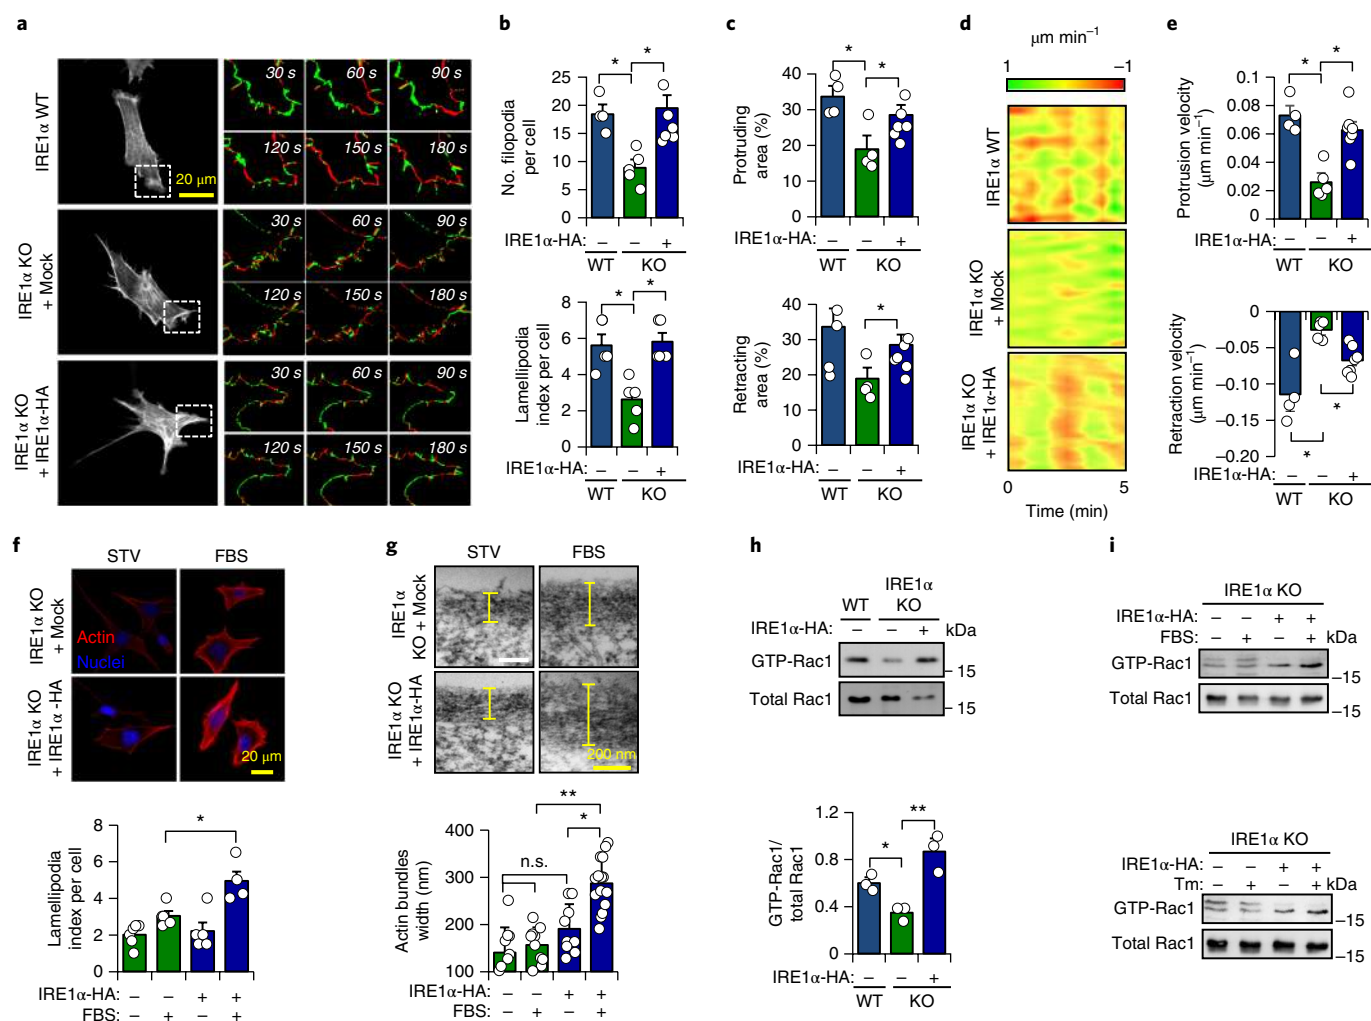 a
IRE1α WT
20 μm
30 s 60 s 90 s
120 s 150 s 180 s
IRE1α KO
+ Mock
30 s 60 s 90 s
120 s 150 s 180 s
IRE1α KO
+ IRE1α-HA
30 s 60 s 90 s
120 s 150 s 180 s
b
* *
No. filopodia
per cell
25
20
15
10
5
0
IRE1α-HA: – – +
WT KO
* *
Lamellipodia
index per cell
8
6
4
2
0
IRE1α-HA: – – +
WT KO
c
* *
Protruding
area (%)
40
30
20
10
0
IRE1α-HA: – – +
WT KO
*
Retracting
area (%)
40
30
20
10
0
IRE1α-HA: – – +
WT KO
d
μm min⁻¹
1 –1
IRE1α WT
IRE1α KO
+ Mock
IRE1α KO
+ IRE1α-HA
0 5
Time (min)
e
* *
Protrusion velocity
(μm min⁻¹)
0.1
0.08
0.06
0.04
0.02
0
IRE1α-HA: – – +
WT KO
Retraction velocity
(μm min⁻¹)
0
–0.05
–0.10
–0.15
–0.20
*
*
IRE1α-HA: – – +
WT KO
f
STV FBS
IRE1α KO
+ Mock
Actin
Nuclei
IRE1α KO
+ IRE1α -HA
20 μm
*
Lamellipodia
index per cell
8
6
4
2
0
IRE1α-HA: – – + +
FBS: – + – +
g
STV FBS
IRE1α
KO + Mock
IRE1α KO
+ IRE1α-HA
200 nm
**
*
n.s.
Actin bundles
width (nm)
400
300
200
100
IRE1α-HA: – – + +
FBS: – + – +
h
IRE1α
WT KO
IRE1α-HA: – – + kDa
GTP-Rac1
15
Total Rac1
15
* **
GTP-Rac1/
total Rac1
1.2
0.8
0.4
0
IRE1α-HA: – – +
WT KO
i
IRE1α KO
IRE1α-HA: – – + +
FBS: – + – + kDa
GTP-Rac1
–15
Total Rac1
–15
IRE1α KO
IRE1α-HA: – – + +
Tm: – + – + kDa
GTP-Rac1
–15
Total Rac1
–15